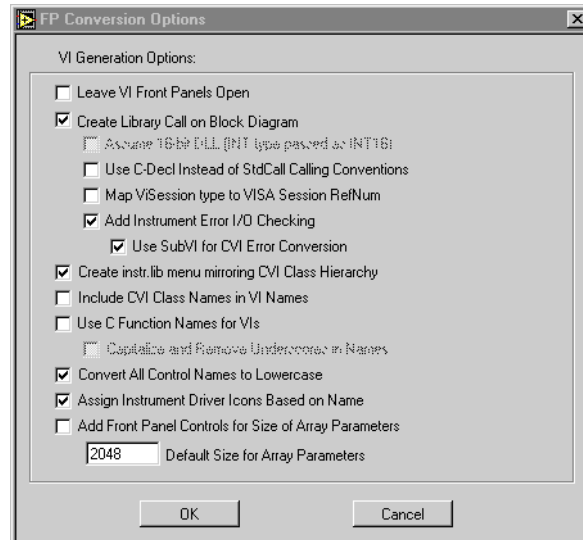 FP Conversion Options
VI Generation Options:
Leave VI Front Panels Open
Create Library Call on Block Diagram
Assume 16-bit DLL (INT type passed as INT16)
Use C-Decl Instead of StdCall Calling Conventions
Map ViSession type to VISA Session RefNum
Add Instrument Error I/O Checking
Use SubVI for CVI Error Conversion
Create instr.lib menu mirroring CVI Class Hierarchy
Include CVI Class Names in VI Names
Use C Function Names for VIs
Capitalize and Remove Underscores in Names
Convert All Control Names to Lowercase
Assign Instrument Driver Icons Based on Name
Add Front Panel Controls for Size of Array Parameters
2048 Default Size for Array Parameters
OK Cancel